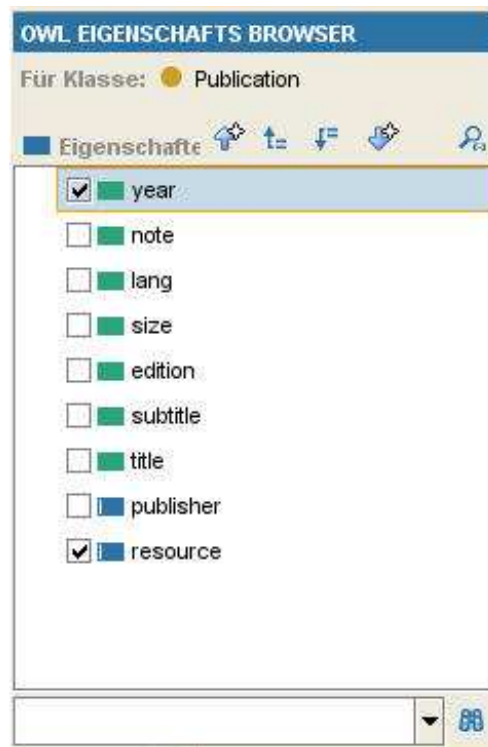 OWL EIGENSCHAFTS BROWSER
Für Klasse: Publication
Eigenschafte
year
note
lang
size
edition
subtitle
title
publisher
resource